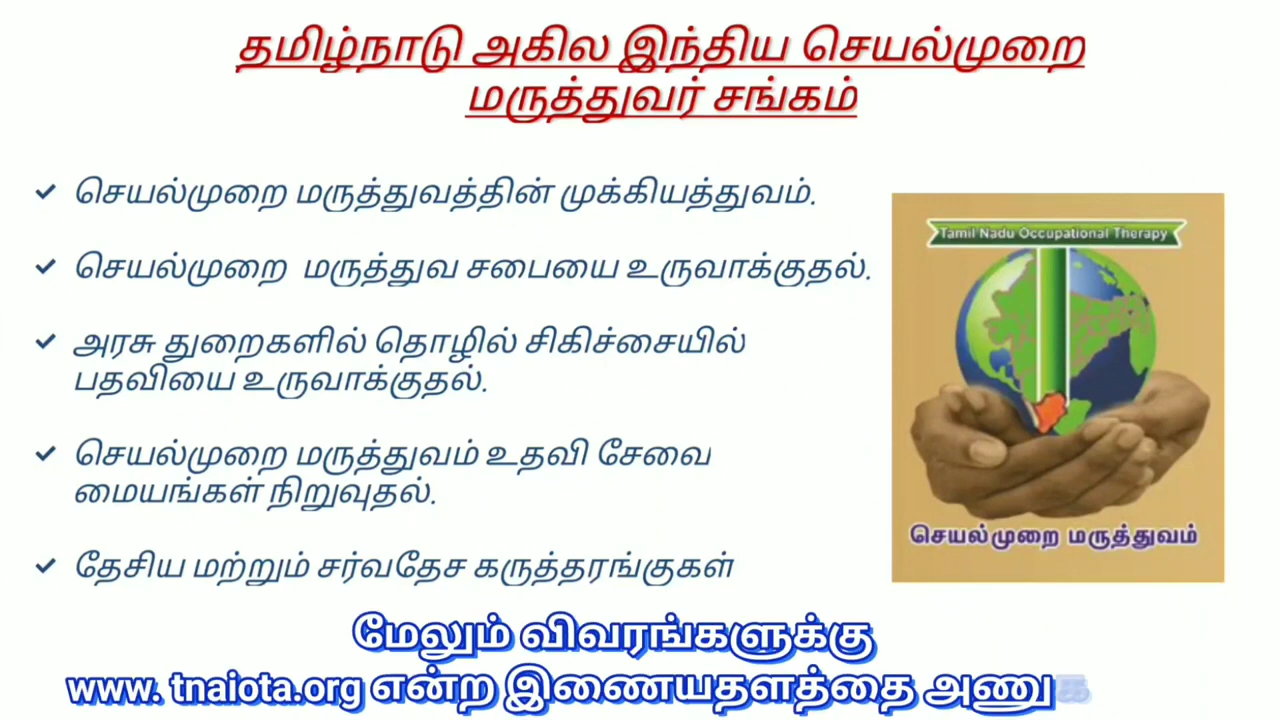 தமிழ்நாடு அகில இந்திய செயல்முறை
மருத்துவர் சங்கம்
செயல்முறை மருத்துவத்தின் முக்கியத்துவம்.
செயல்முறை மருத்துவ சபையை உருவாக்குதல்.
அரசு துறைகளில் தொழில் சிகிச்சையில்
பதவியை உருவாக்குதல்.
செயல்முறை மருத்துவம் உதவி சேவை
மையங்கள் நிறுவுதல்.
தேசிய மற்றும் சர்வதேச கருத்தரங்குகள்
Tamil Nadu Occupational Therapy
செயல்முறை மருத்துவம்
மேலும் விவரங்களுக்கு
www. tnaiota.org என்ற இணையதளத்தை அணுக